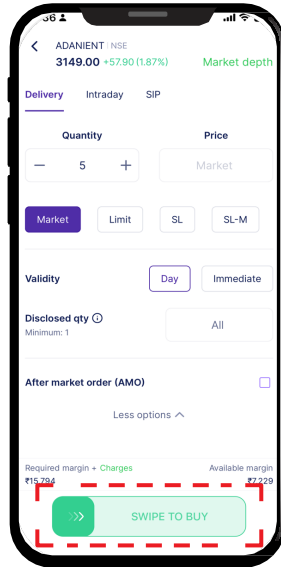 ADANIENT | NSE
3149.00 +57.90 (1.87%) Market depth
Delivery Intraday SIP
Quantity Price
— 5 + Market
Market Limit SL SL-M
Validity Day Immediate
Disclosed qty
Minimum: 1
All
After market order (AMO)
Less options
Required margin + Charges Available margin
₹15,794 ₹7,229
SWIPE TO BUY